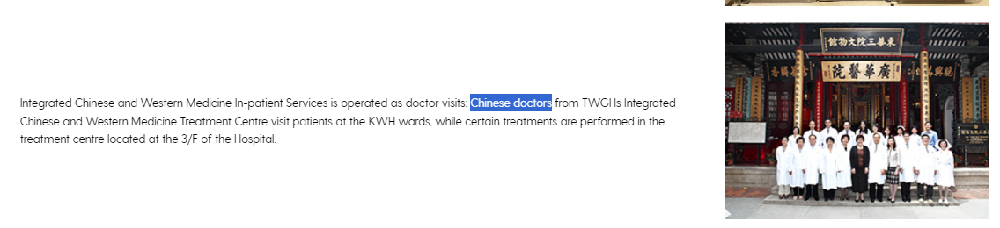 Integrated Chinese and Western Medicine In-patient Services is operated as doctor visits: Chinese doctors from TWGHs Integrated
Chinese and Western Medicine Treatment Centre visit patients at the KWH wards, while certain treatments are performed in the
treatment centre located at the 3/F of the Hospital.
館物文院三華東
院醫華廣